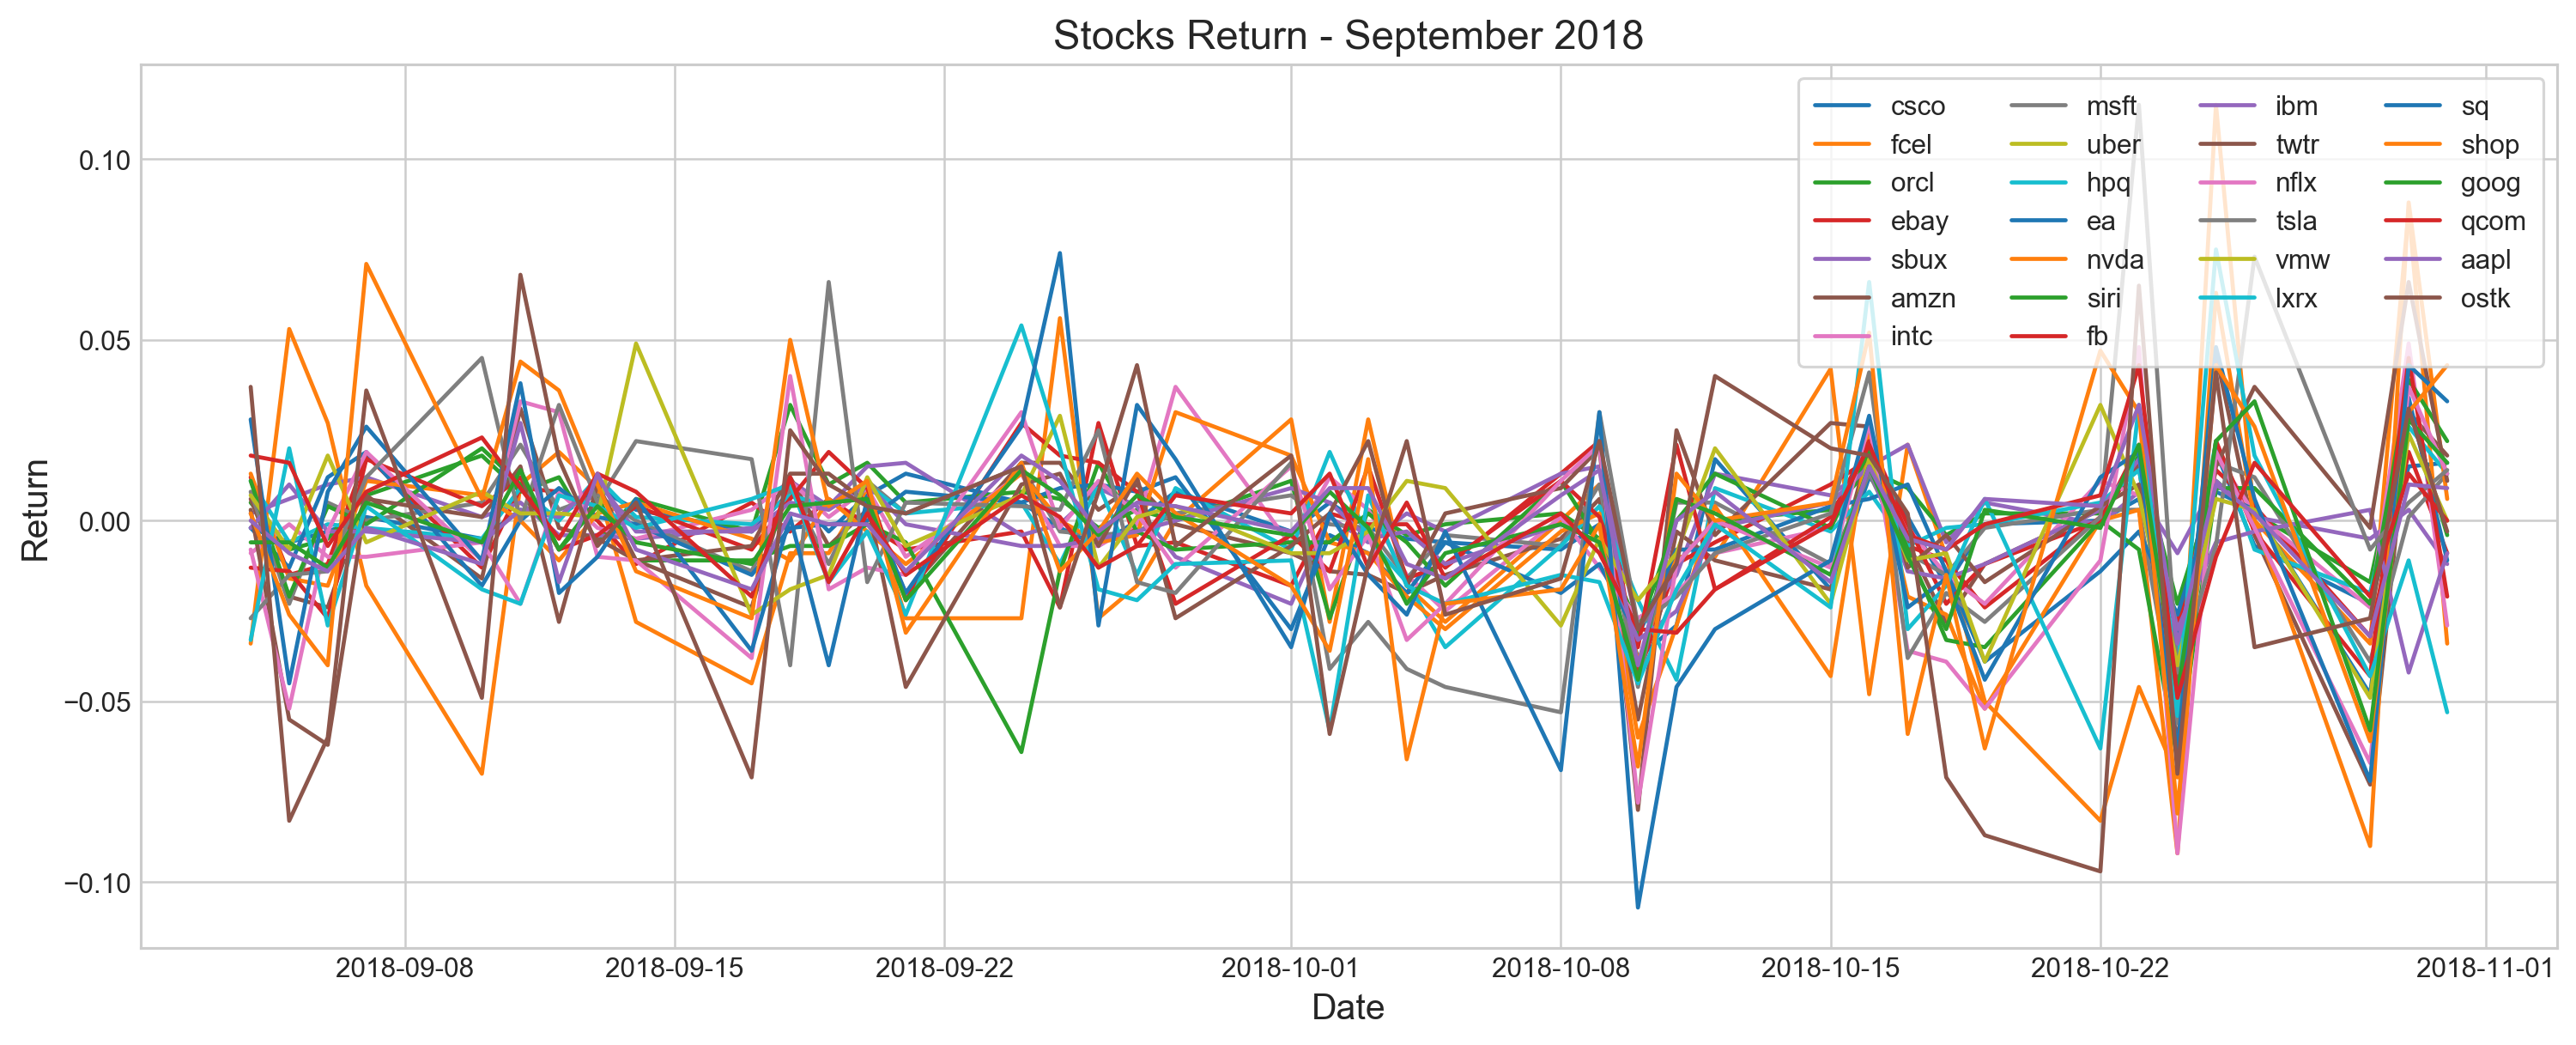 Stocks Return - September 2018
csco msft ibm sq
fcel uber twtr shop
orcl hpq nflx goog
ebay ea tsla qcom
sbux nvda vmw aapl
amzn siri lxrx ostk
intc fb
Return
0.10
0.05
0.00
−0.05
−0.10
2018-09-08 2018-09-15 2018-09-22 2018-10-01 2018-10-08 2018-10-15 2018-10-22 2018-11-01
Date